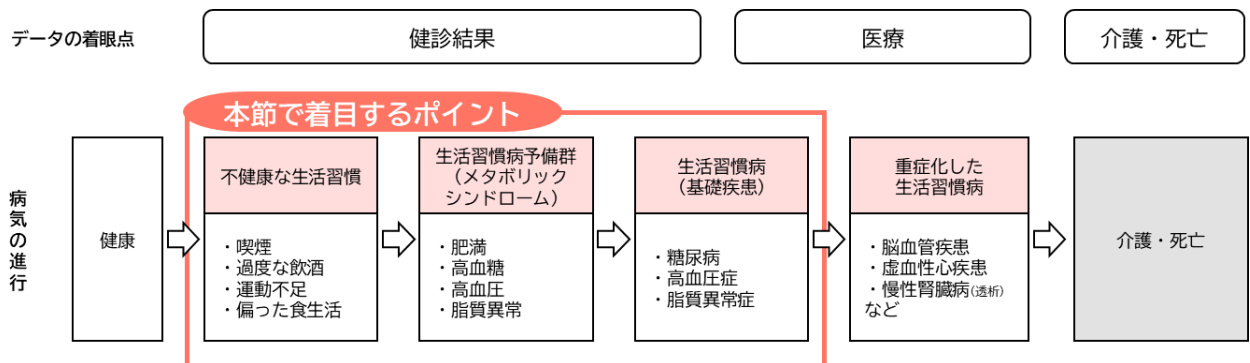 データの着眼点
健診結果
医療
介護・死亡
本節で着目するポイント
病気の進行
健康
不健康な生活習慣
・喫煙
・過度な飲酒
・運動不足
・偏った食生活
生活習慣病予備群
（メタボリック
シンドローム）
・肥満
・高血糖
・高血圧
・脂質異常
生活習慣病
（基礎疾患）
・糖尿病
・高血圧症
・脂質異常症
重症化した
生活習慣病
・脳血管疾患
・虚血性心疾患
・慢性腎臓病(透析)
など
介護・死亡